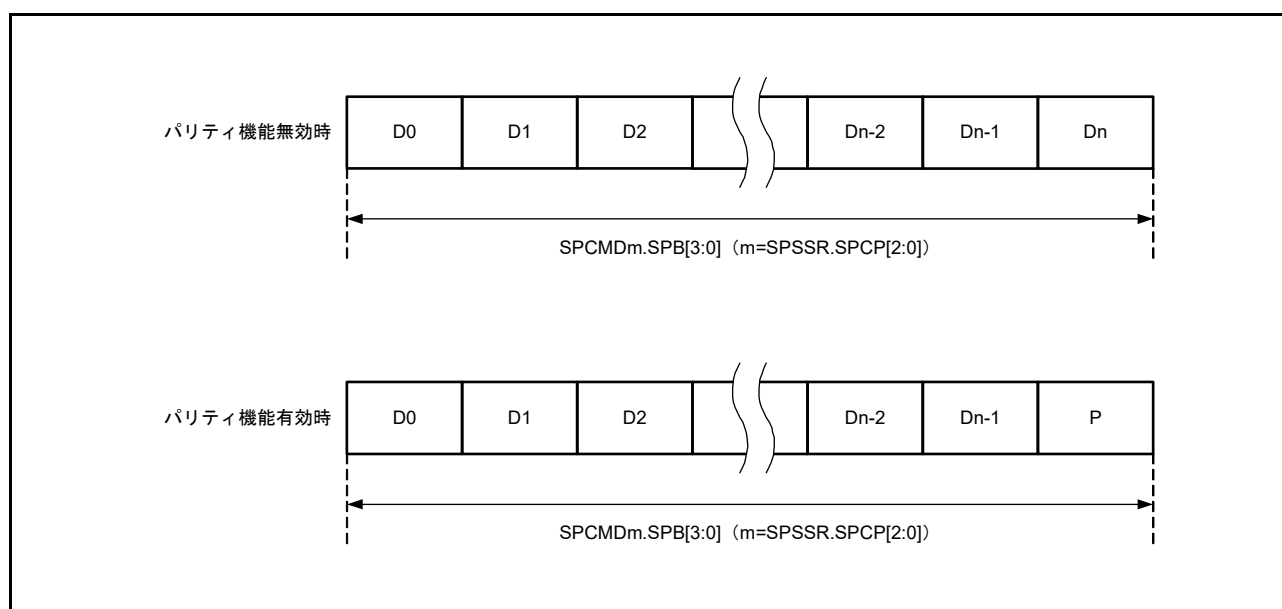 パリティ機能無効時 D0 D1 D2 Dn-2 Dn-1 Dn
SPCMDm.SPB[3:0]（m=SPSSR.SPCP[2:0]）
パリティ機能有効時 D0 D1 D2 Dn-2 Dn-1 P
SPCMDm.SPB[3:0]（m=SPSSR.SPCP[2:0]）